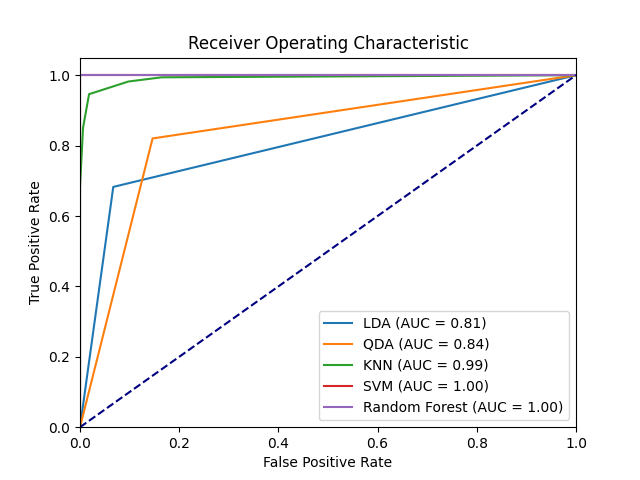 Receiver Operating Characteristic
True Positive Rate
1.0
0.8
0.6
0.4
0.2
0.0
LDA (AUC = 0.81)
QDA (AUC = 0.84)
KNN (AUC = 0.99)
SVM (AUC = 1.00)
Random Forest (AUC = 1.00)
0.0 0.2 0.4 0.6 0.8 1.0
False Positive Rate